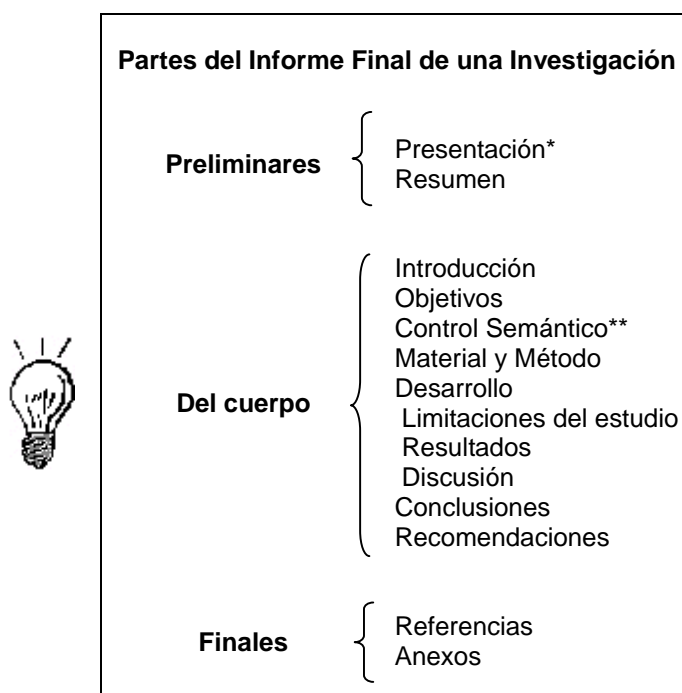 Partes del Informe Final de una Investigación
Preliminares
Presentación*
Resumen
Del cuerpo
Introducción
Objetivos
Control Semántico**
Material y Método
Desarrollo
Limitaciones del estudio
Resultados
Discusión
Conclusiones
Recomendaciones
Finales
Referencias
Anexos